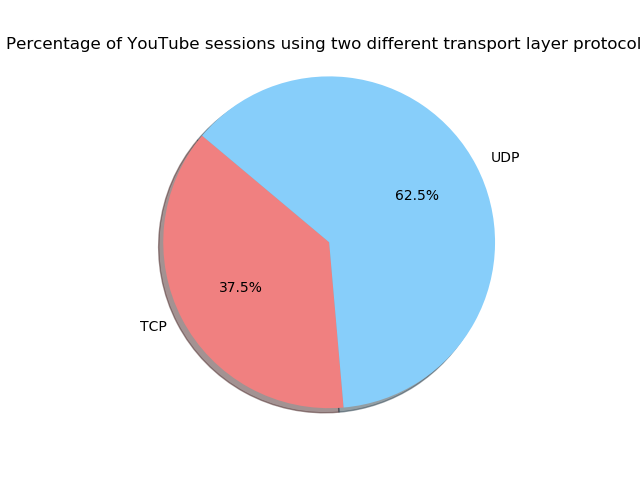 Percentage of YouTube sessions using two different transport layer protocol
UDP
62.5%
37.5%
TCP